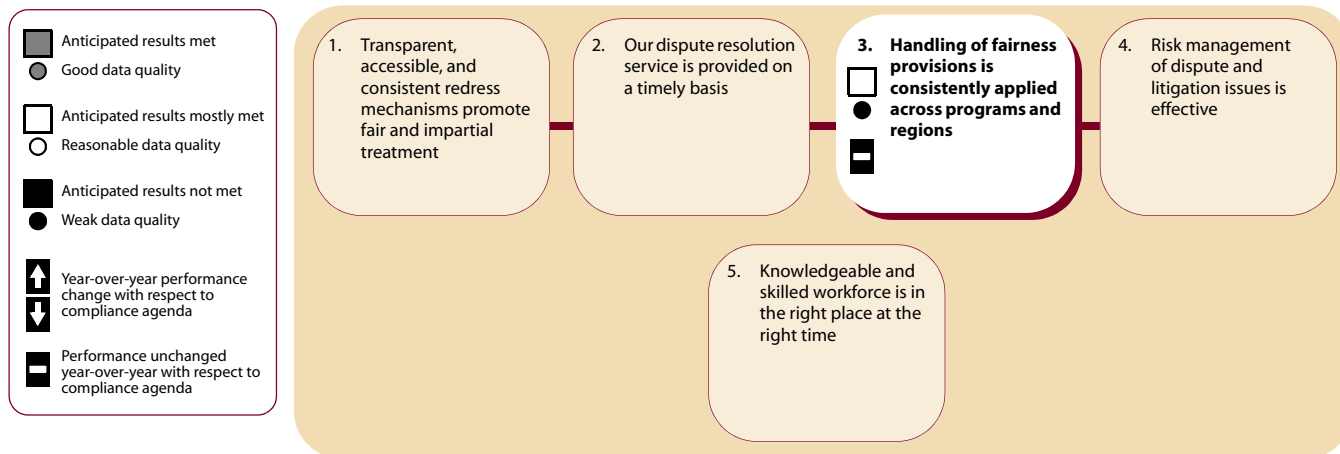 Anticipated results met
Good data quality
Anticipated results mostly met
Reasonable data quality
Anticipated results not met
Weak data quality
Year-over-year performance
change with respect to
compliance agenda
Performance unchanged
year-over-year with respect to
compliance agenda
1. Transparent,
accessible, and
consistent redress
mechanisms promote
fair and impartial
treatment
2. Our dispute resolution
service is provided on
a timely basis
3. Handling of fairness
provisions is
consistently applied
across programs and
regions
4. Risk management
of dispute and
litigation issues is
effective
5. Knowledgeable and
skilled workforce is in
the right place at the
right time